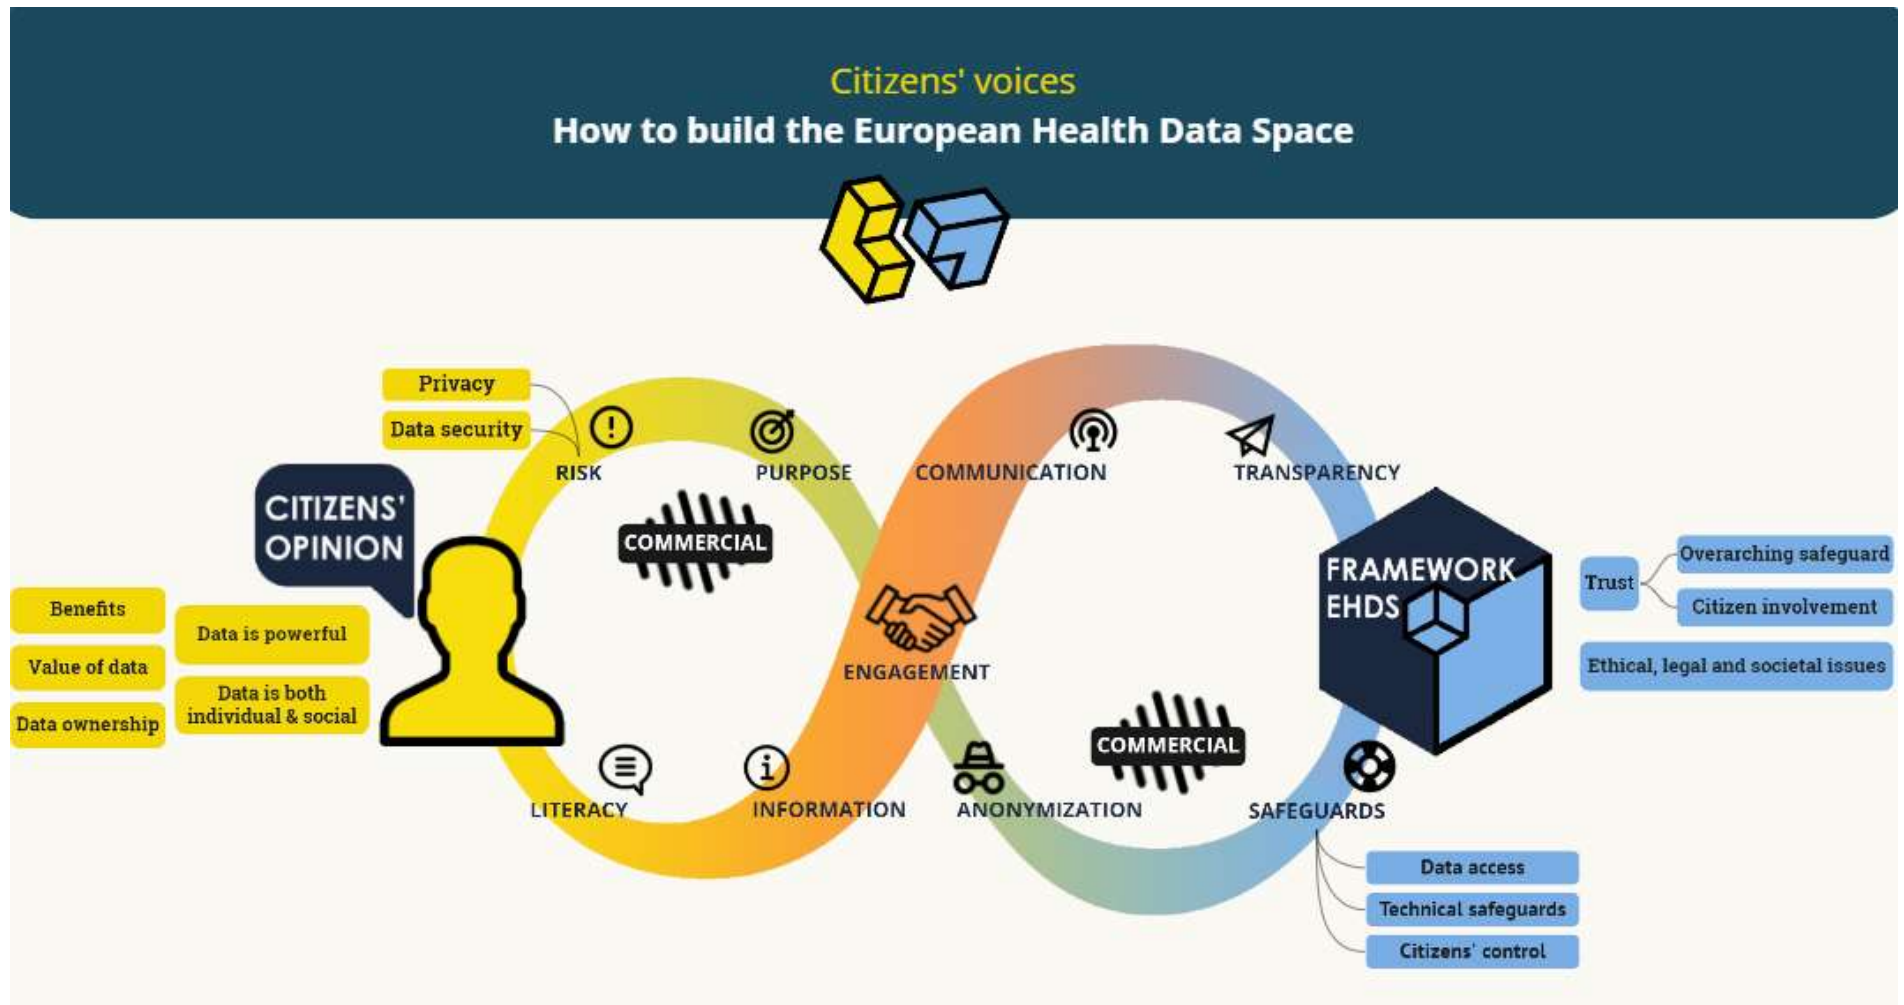 Citizens' voices
How to build the European Health Data Space
Privacy
Data security
RISK
PURPOSE
COMMUNICATION
TRANSPARENCY
CITIZENS'
OPINION
COMMERCIAL
FRAMEWORK
EHDS
Trust
Overarching safeguard
Citizen involvement
Ethical, legal and societal issues
Benefits
Value of data
Data ownership
Data is powerful
Data is both
individual & social
ENGAGEMENT
COMMERCIAL
LITERACY
INFORMATION
ANONYMIZATION
SAFEGUARDS
Data access
Technical safeguards
Citizens' control